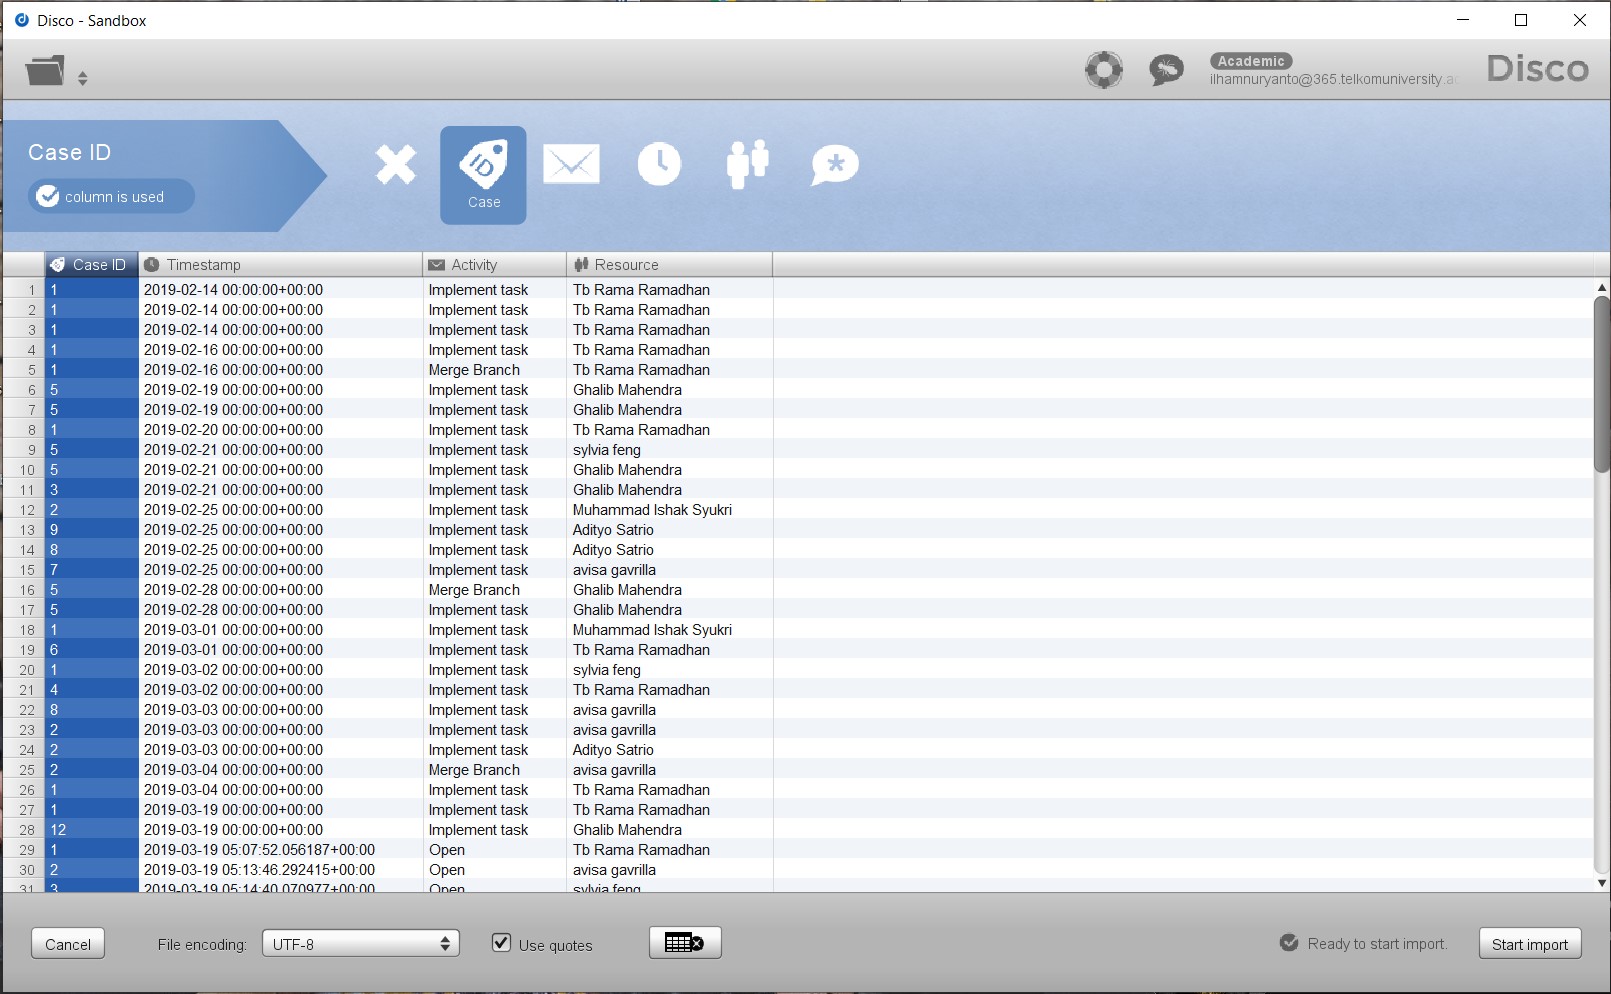 Disco - Sandbox
Academic
ilhamnuryanto@365.telkomuniversity.ac
Disco
Case ID
column is used
ID
Case
Case ID Timestamp Activity Resource
1 1 2019-02-14 00:00:00+00:00 Implement task Tb Rama Ramadhan
2 1 2019-02-14 00:00:00+00:00 Implement task Tb Rama Ramadhan
3 1 2019-02-14 00:00:00+00:00 Implement task Tb Rama Ramadhan
4 1 2019-02-16 00:00:00+00:00 Implement task Tb Rama Ramadhan
5 1 2019-02-16 00:00:00+00:00 Merge Branch Tb Rama Ramadhan
6 5 2019-02-19 00:00:00+00:00 Implement task Ghalib Mahendra
7 5 2019-02-19 00:00:00+00:00 Implement task Ghalib Mahendra
8 1 2019-02-20 00:00:00+00:00 Implement task Tb Rama Ramadhan
9 5 2019-02-21 00:00:00+00:00 Implement task sylvia feng
10 5 2019-02-21 00:00:00+00:00 Implement task Ghalib Mahendra
11 3 2019-02-21 00:00:00+00:00 Implement task Ghalib Mahendra
12 2 2019-02-25 00:00:00+00:00 Implement task Muhammad Ishak Syukri
13 9 2019-02-25 00:00:00+00:00 Implement task Adityo Satrio
14 8 2019-02-25 00:00:00+00:00 Implement task Adityo Satrio
15 7 2019-02-25 00:00:00+00:00 Implement task avisa gavrilla
16 5 2019-02-28 00:00:00+00:00 Merge Branch Ghalib Mahendra
17 5 2019-02-28 00:00:00+00:00 Implement task Ghalib Mahendra
18 1 2019-03-01 00:00:00+00:00 Implement task Muhammad Ishak Syukri
19 6 2019-03-01 00:00:00+00:00 Implement task Tb Rama Ramadhan
20 1 2019-03-02 00:00:00+00:00 Implement task sylvia feng
21 4 2019-03-02 00:00:00+00:00 Implement task Tb Rama Ramadhan
22 8 2019-03-03 00:00:00+00:00 Implement task avisa gavrilla
23 2 2019-03-03 00:00:00+00:00 Implement task avisa gavrilla
24 2 2019-03-03 00:00:00+00:00 Implement task Adityo Satrio
25 2 2019-03-04 00:00:00+00:00 Merge Branch avisa gavrilla
26 1 2019-03-04 00:00:00+00:00 Implement task Tb Rama Ramadhan
27 1 2019-03-19 00:00:00+00:00 Implement task Tb Rama Ramadhan
28 12 2019-03-19 00:00:00+00:00 Implement task Ghalib Mahendra
29 1 2019-03-19 05:07:52.056187+00:00 Open Tb Rama Ramadhan
30 2 2019-03-19 05:13:46.292415+00:00 Open avisa gavrilla
31 3 2019-03-19 05:14:40.070977+00:00 Open sylvia feng
Cancel File encoding: UTF-8 Use quotes Ready to start import. Start import